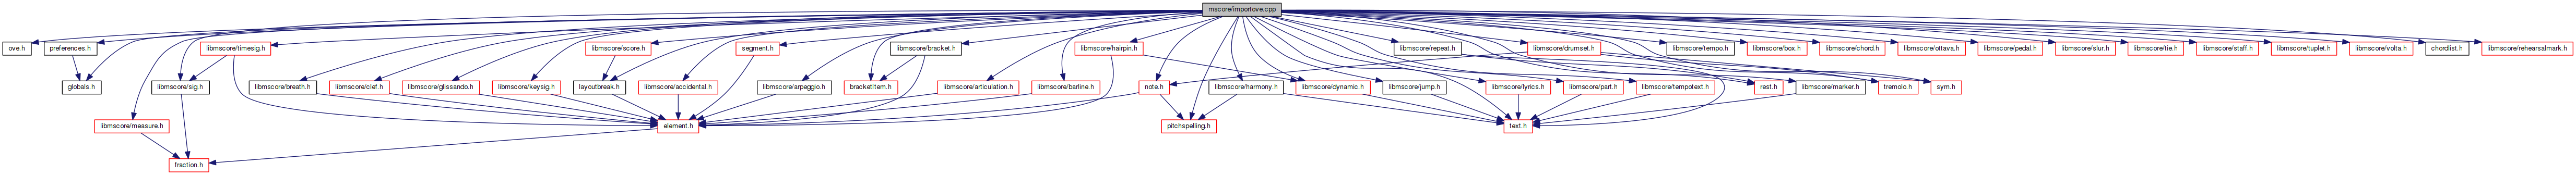 mscore/importove.cpp
ove.h
preferences.h
libmscore/timesig.h
libmscore/score.h
segment.h
libmscore/bracket.h
libmscore/hairpin.h
libmscore/repeat.h
libmscore/drumset.h
libmscore/tempo.h
libmscore/box.h
libmscore/chord.h
libmscore/ottava.h
libmscore/pedal.h
libmscore/slur.h
libmscore/tie.h
libmscore/staff.h
libmscore/tuplet.h
libmscore/volta.h
chordlist.h
libmscore/rehearsalmark.h
globals.h
libmscore/sig.h
libmscore/breath.h
libmscore/clef.h
libmscore/glissando.h
libmscore/keysig.h
layoutbreak.h
libmscore/accidental.h
libmscore/arpeggio.h
bracketItem.h
libmscore/articulation.h
libmscore/barline.h
note.h
libmscore/harmony.h
libmscore/dynamic.h
libmscore/jump.h
libmscore/lyrics.h
libmscore/part.h
libmscore/tempotext.h
rest.h
libmscore/marker.h
tremolo.h
sym.h
libmscore/measure.h
element.h
pitchspelling.h
text.h
fraction.h